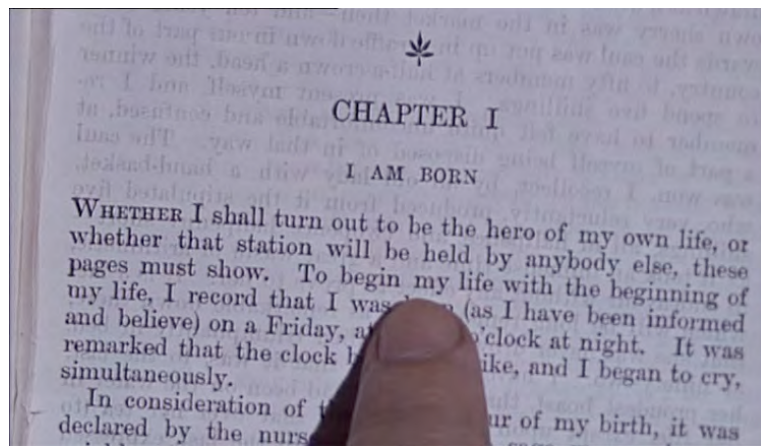 CHAPTER I
I AM BORN
WHETHER I shall turn out to be the hero of my own life, or
whether that station will be held by anybody else, these
pages must show. To begin my life with the beginning of
my life, I record that I was (as I have been informed
and believe) on a Friday, at o'clock at night. It was
remarked that the clock and I began to cry,
simultaneously.
In consideration of of my birth, it was
declared by the